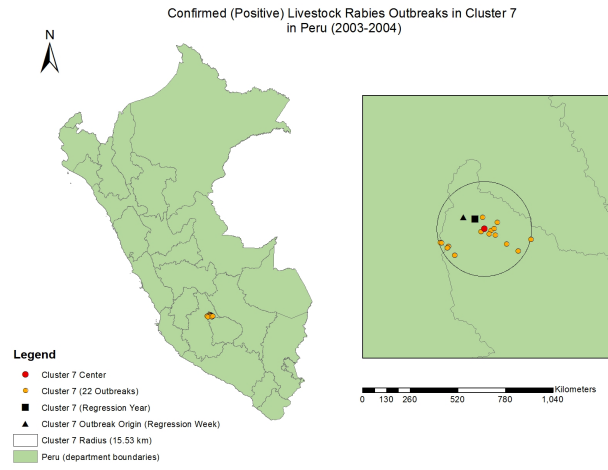 Confirmed (Positive) Livestock Rabies Outbreaks in Cluster 7
in Peru (2003-2004)
N
Legend
Cluster 7 Center
Cluster 7 (22 Outbreaks)
Cluster 7 (Regression Year)
Cluster 7 Outbreak Origin (Regression Week)
Cluster 7 Radius (15.53 km)
Peru (department boundaries)
Kilometers
0 130 260 520 780 1,040